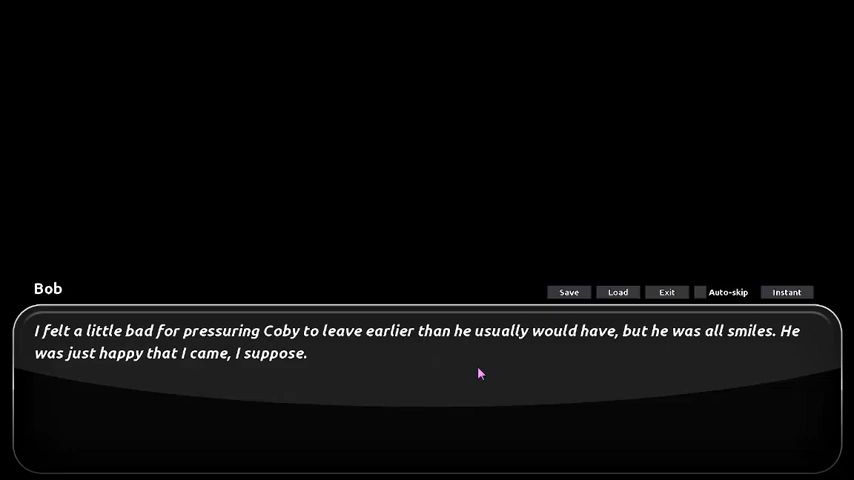 Bob
Save
Load
Exit
Auto-skip
Instant
I felt a little bad for pressuring Coby to leave earlier than he usually would have, but he was all smiles. He
was just happy that I came, I suppose.